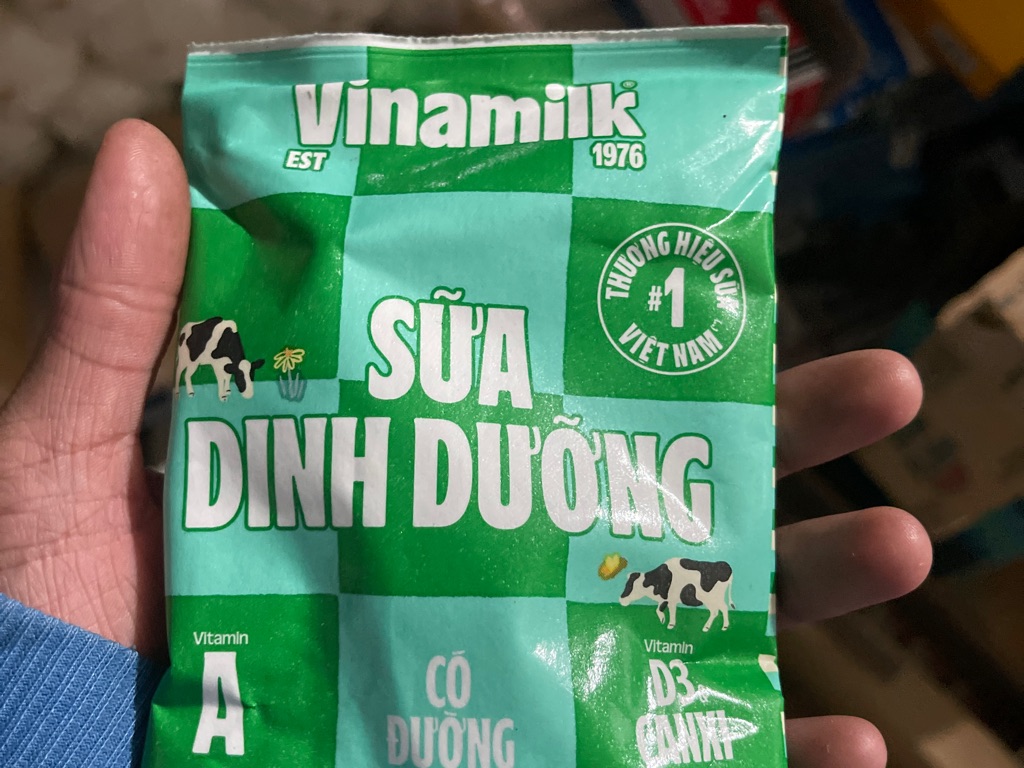 Vinamilk®
EST 1976
THƯƠNG HIỆU SỮA
#1
VIỆT NAM
SỮA
DINH DƯỠNG
Vitamin
A
CÓ
ĐƯỜNG
Vitamin
D3,
CANXI